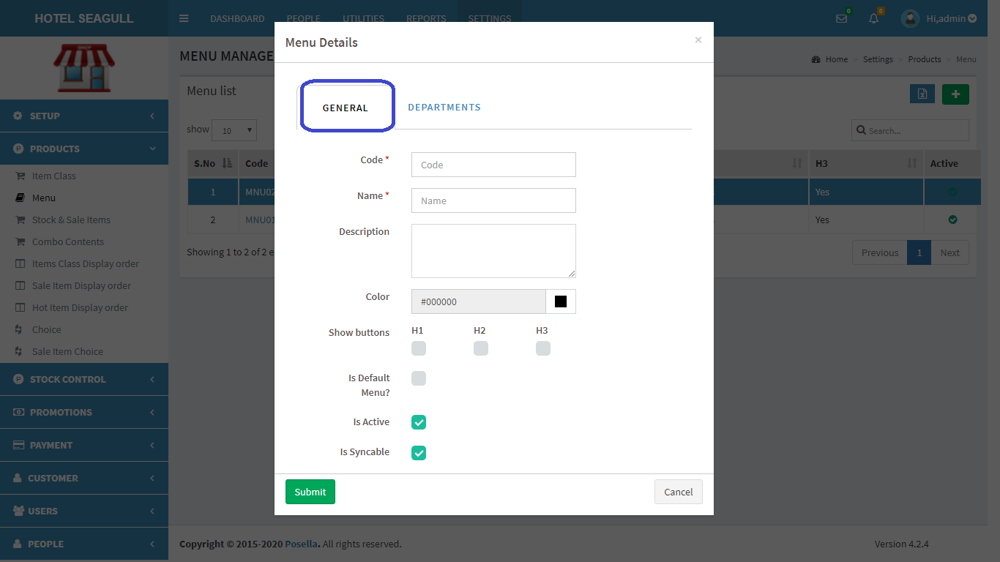 HOTEL SEAGULL
DASHBOARD PEOPLE UTILITIES REPORTS SETTINGS
0 0 Hi,admin
SHOP
MENU MANAGE
Home > Settings > Products > Menu
Menu list
show 10
Search...
S.No Code H3 Active
1 MNU02 Yes
2 MNU01 Yes
Showing 1 to 2 of 2 e
Previous 1 Next
SETUP
PRODUCTS
Item Class
Menu
Stock & Sale Items
Combo Contents
Items Class Display order
Sale Item Display order
Hot Item Display order
Choice
Sale Item Choice
STOCK CONTROL
PROMOTIONS
PAYMENT
CUSTOMER
USERS
PEOPLE
Menu Details ×
GENERAL DEPARTMENTS
Code * Code
Name * Name
Description
Color #000000
Show buttons H1 H2 H3
Is Default
Menu?
Is Active
Is Syncable
Submit Cancel
Copyright © 2015-2020 Posella. All rights reserved. Version 4.2.4